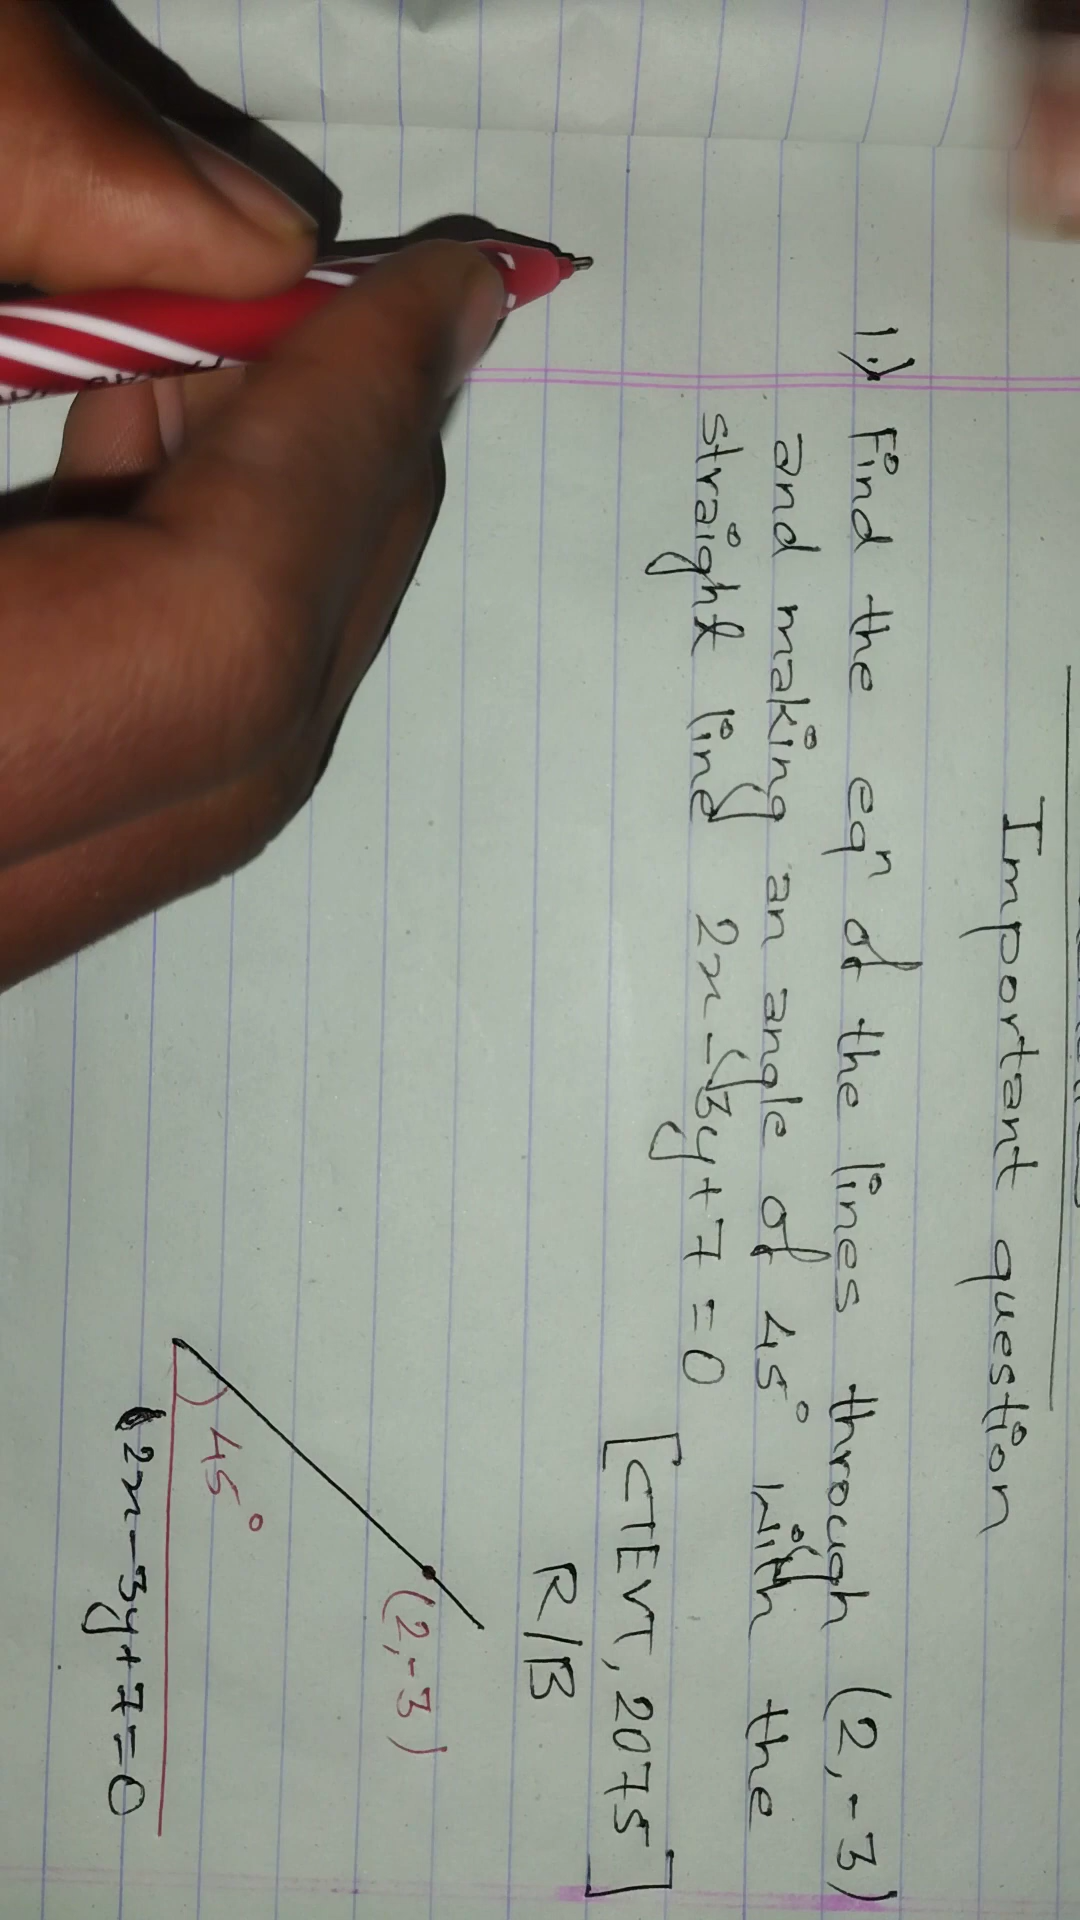 Important question
1.) Find the eqⁿ of the lines through (2,-3)
and making an angle of 45° with the
straight line 2x-3y+7=0
[CTEVT, 2075]
R/B
(2,-3)
45°
2x-3y+7=0